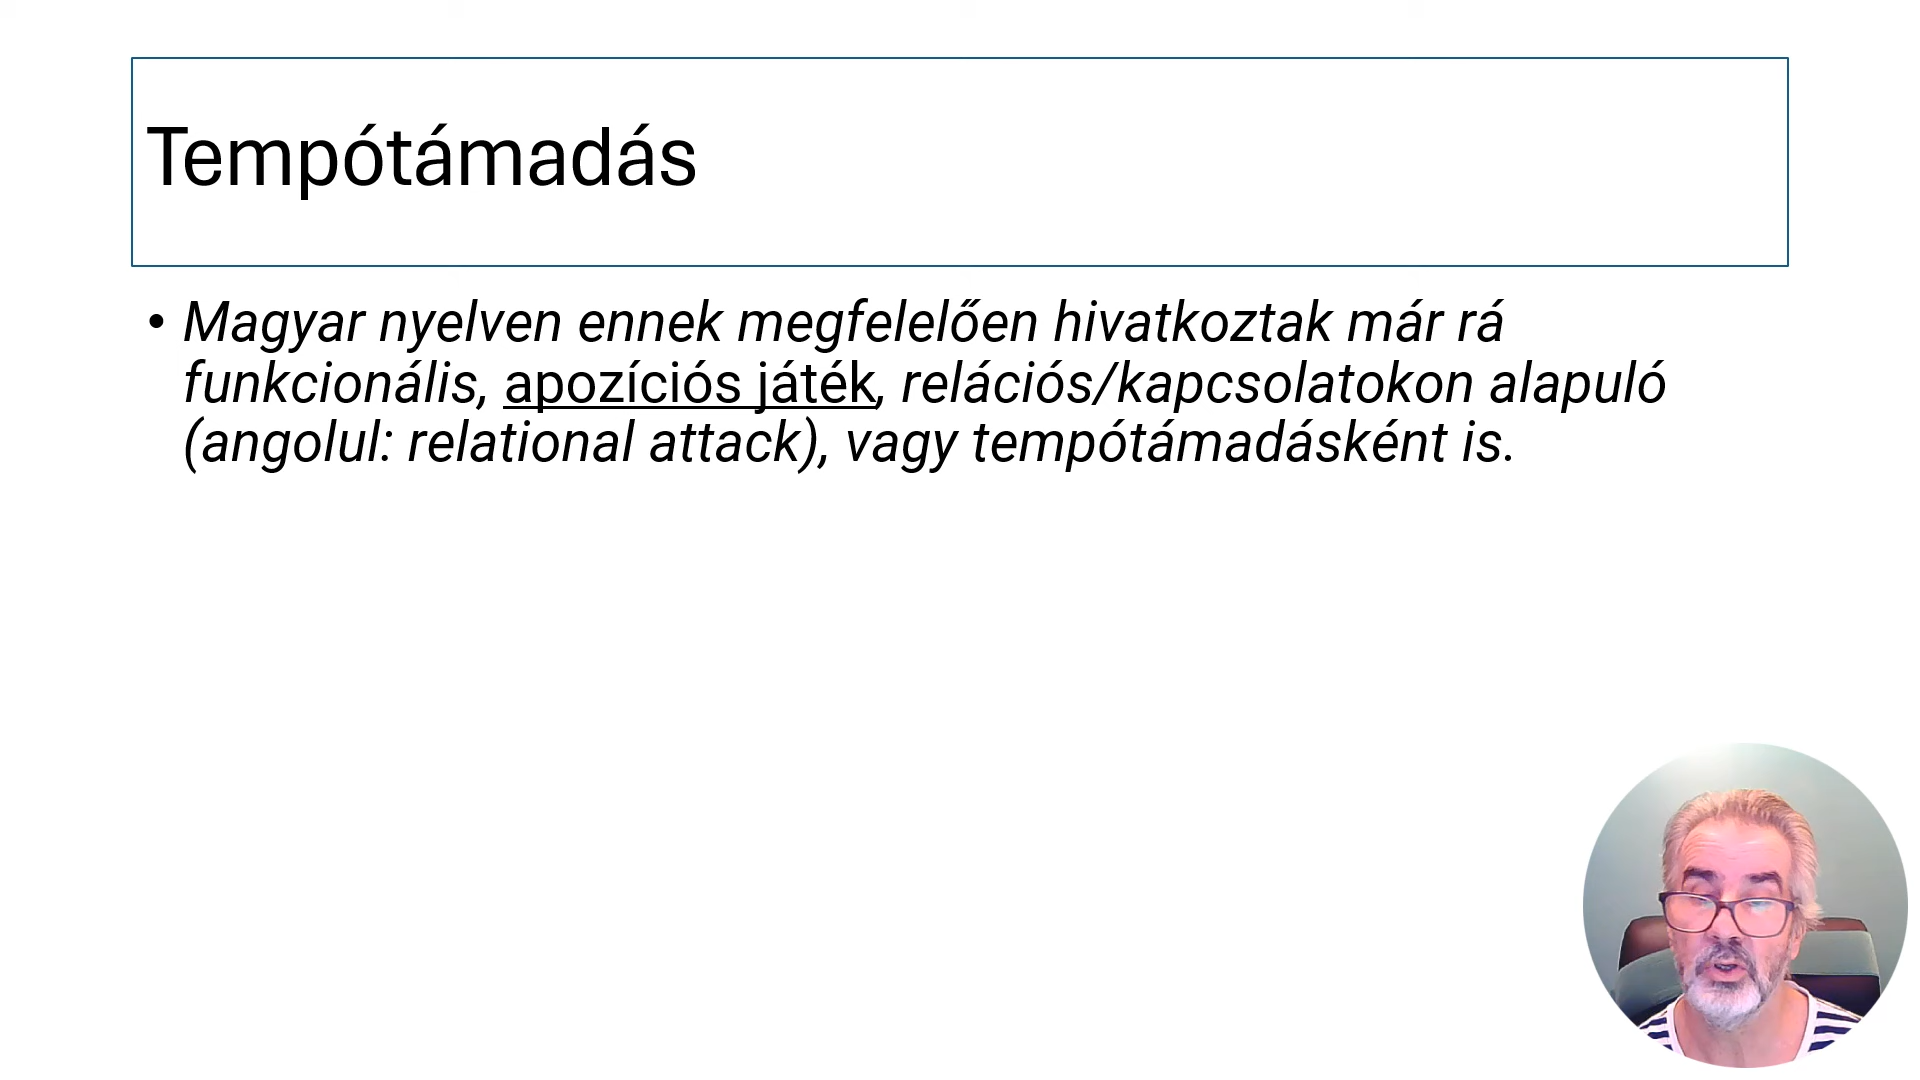 Tempótámadás
• Magyar nyelven ennek megfelelően hivatkoztak már rá
funkcionális, apozíciós játék, relációs/kapcsolatokon alapuló
(angolul: relational attack), vagy tempótámadásként is.